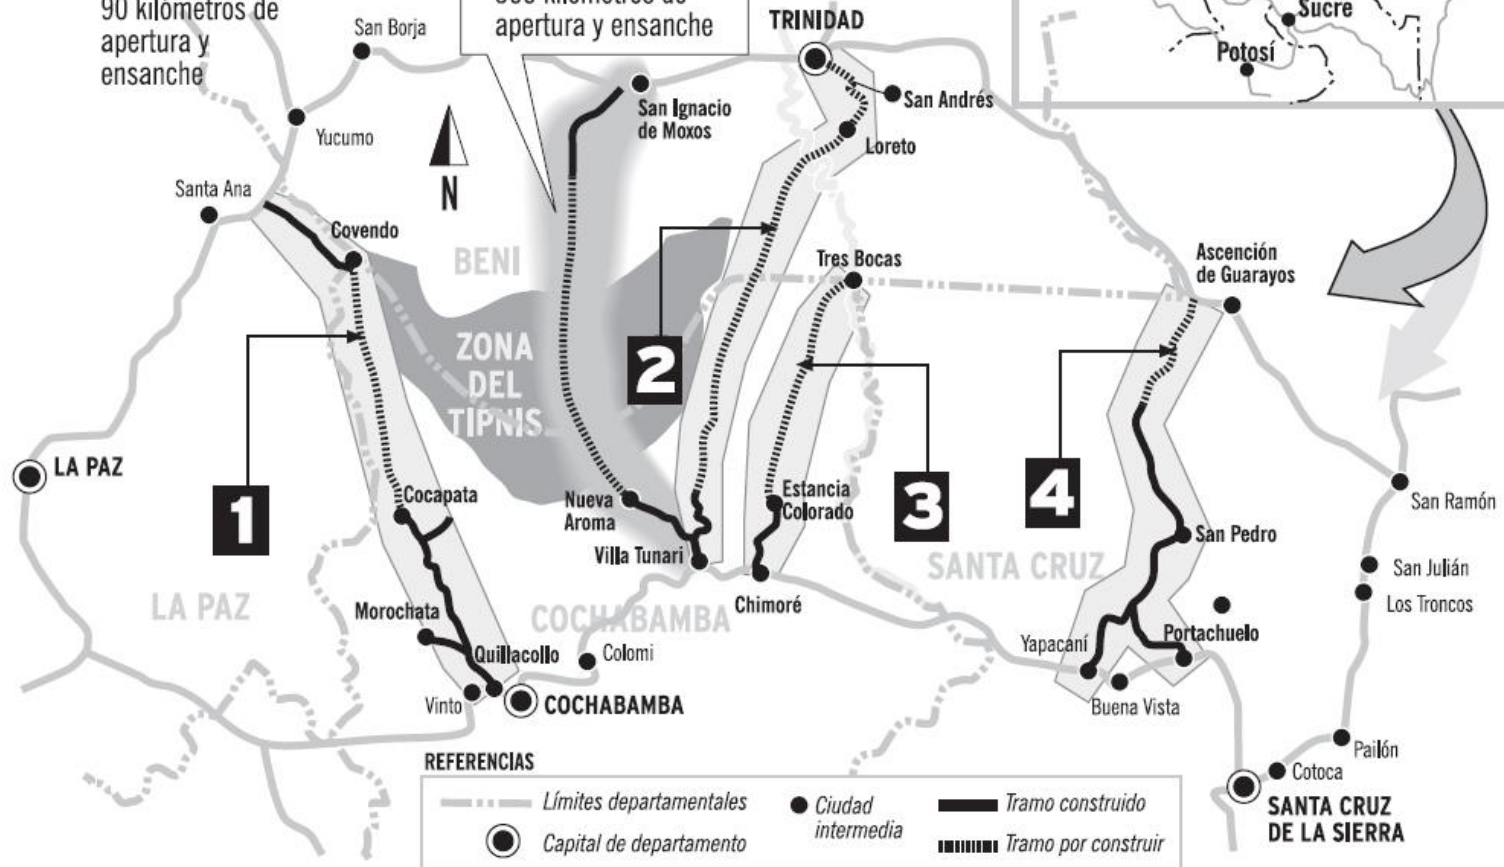 90 kilómetros de
apertura y
ensanche
apertura y ensanche
TRINIDAD
Sucre
Potosí
San Borja
San Ignacio
de Moxos
San Andrés
Yucumo
Loreto
N
Santa Ana
Covendo
BENI
Tres Bocas
Ascención
de Guarayos
ZONA
DEL
TIPNIS
2
LA PAZ
1
Cocapata
Nueva
Aroma
Estancia
Colorado
3
4
San Ramón
Villa Tunari
San Pedro
SANTA CRUZ
San Julián
Los Troncos
LA PAZ
Morochata
COCHABAMBA
Chimoré
Portachuelo
Yapacaní
Quillacollo
Colomi
Vinto
COCHABAMBA
Buena Vista
Pailón
Cotoca
SANTA CRUZ
DE LA SIERRA
REFERENCIAS
Límites departamentales
Capital de departamento
Ciudad
intermedia
Tramo construido
Tramo por construir